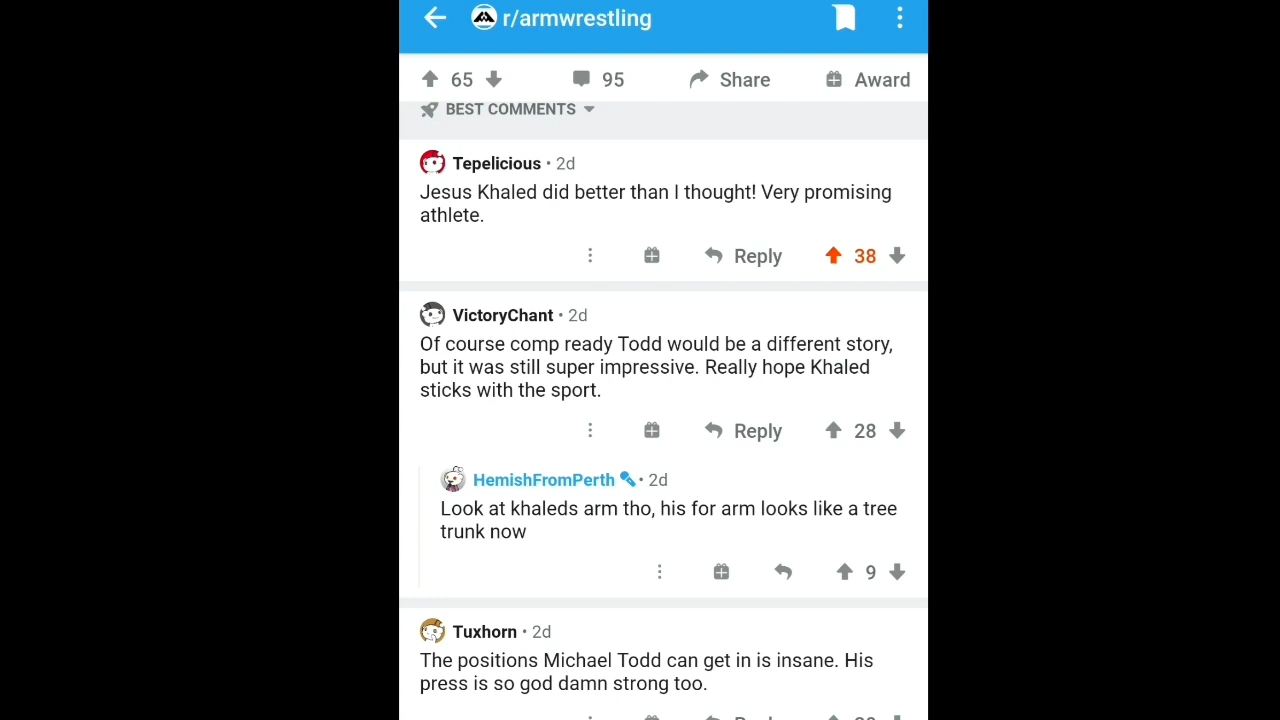 r/armwrestling
65 95 Share Award
BEST COMMENTS
Tepelicious • 2d
Jesus Khaled did better than I thought! Very promising
athlete.
Reply 38
VictoryChant • 2d
Of course comp ready Todd would be a different story,
but it was still super impressive. Really hope Khaled
sticks with the sport.
Reply 28
HemishFromPerth • 2d
Look at khaleds arm tho, his for arm looks like a tree
trunk now
9
Tuxhorn • 2d
The positions Michael Todd can get in is insane. His
press is so god damn strong too.